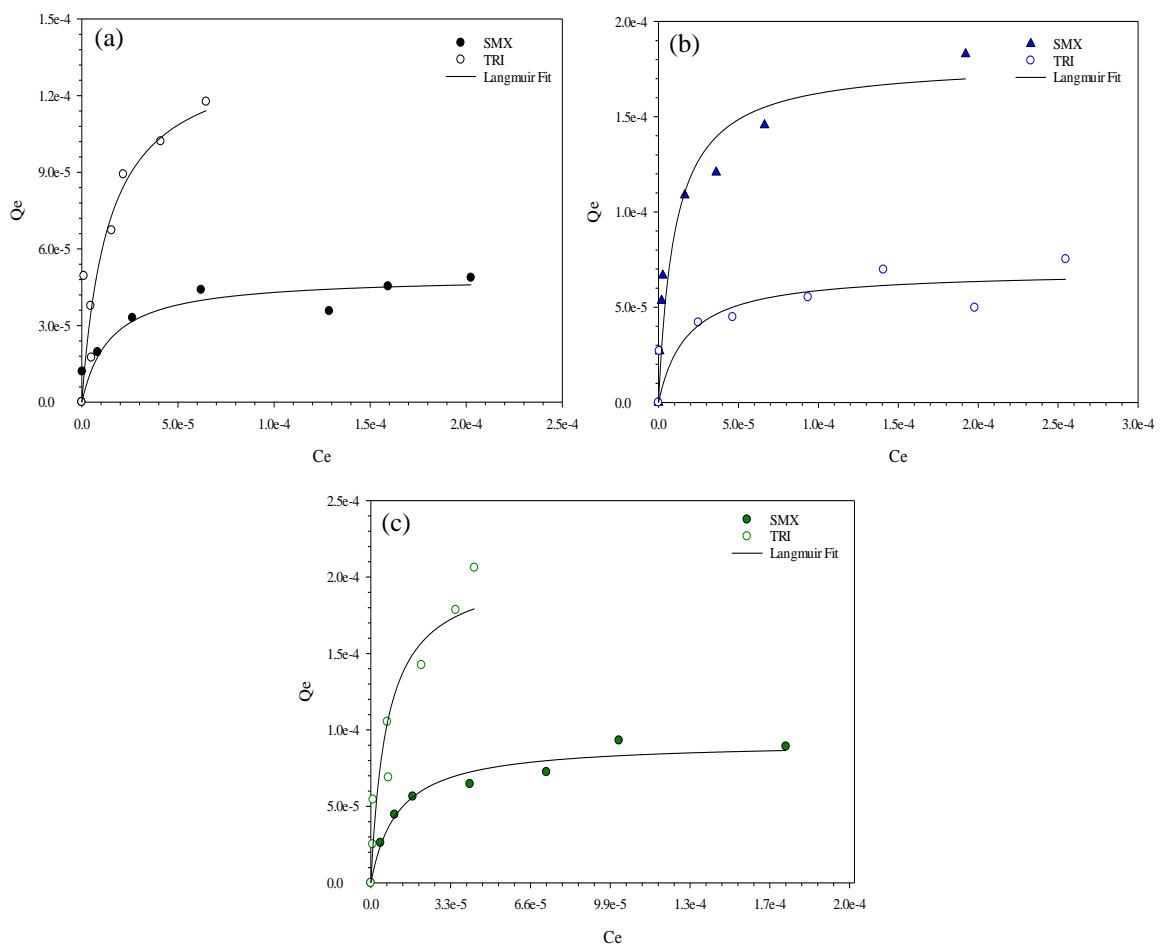 (a)
SMX
TRI
Langmuir Fit
1.5e-4
1.2e-4
9.0e-5
6.0e-5
3.0e-5
0.0
Qe
0.0 5.0e-5 1.0e-4 1.5e-4 2.0e-4 2.5e-4
Ce
(b)
SMX
TRI
Langmuir Fit
2.0e-4
1.5e-4
1.0e-4
5.0e-5
0.0
Qe
0.0 5.0e-5 1.0e-4 1.5e-4 2.0e-4 2.5e-4 3.0e-4
Ce
(c)
SMX
TRI
Langmuir Fit
2.5e-4
2.0e-4
1.5e-4
1.0e-4
5.0e-5
0.0
Qe
0.0 3.3e-5 6.6e-5 9.9e-5 1.3e-4 1.7e-4 2.0e-4
Ce